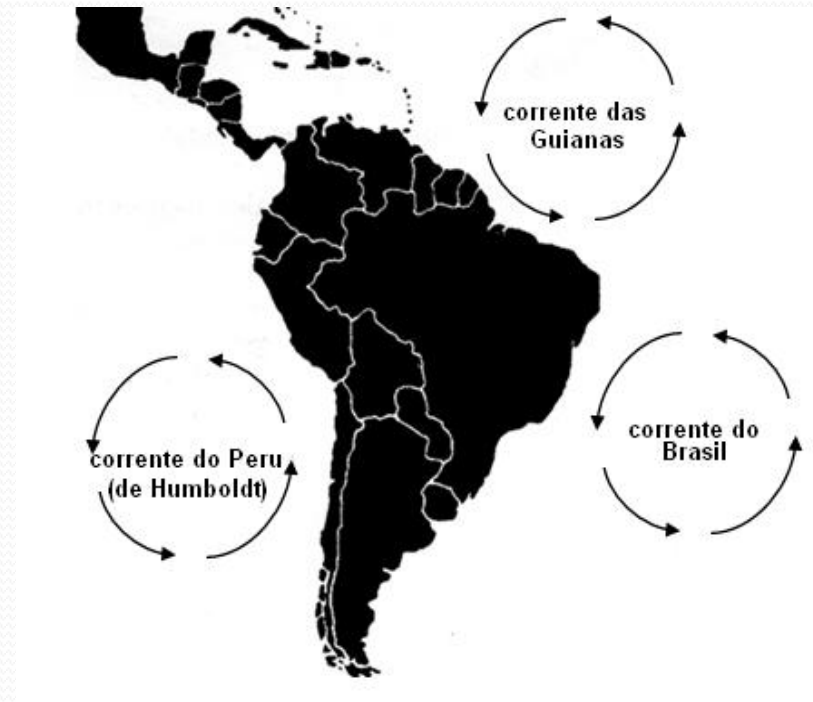 corrente das
Guianas
corrente do Peru
(de Humboldt)
corrente do
Brasil